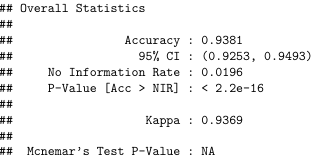 ## Overall Statistics
##
##                Accuracy : 0.9381
##                  95% CI : (0.9253, 0.9493)
##     No Information Rate : 0.0196
##     P-Value [Acc > NIR] : < 2.2e-16
##
##                   Kappa : 0.9369
##
##  Mcnemar's Test P-Value : NA